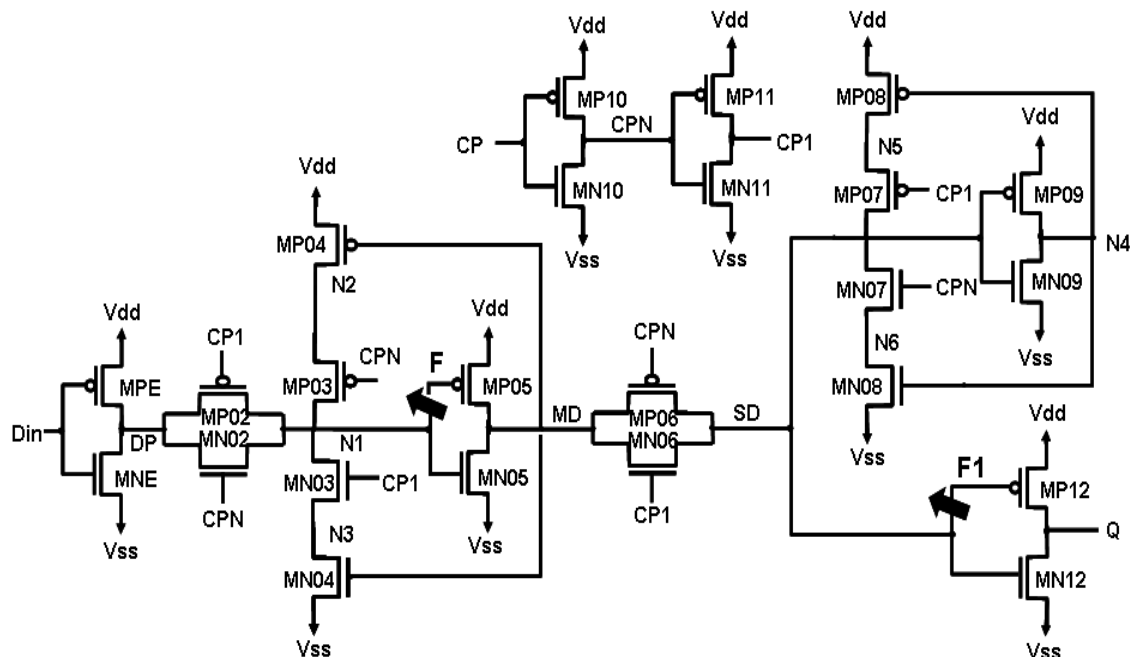 Vdd
Vdd
Vdd
MP10
MP11
MP08
CP
CPN
CP1
N5
Vdd
MN10
MN11
MP07
CP1
MP09
Vdd
Vss
Vss
N4
MP04
MN07
CPN
MN09
N2
Vdd
CP1
CPN
F
CPN
N6
Vss
Vdd
MPE
MP03
MP05
MN08
MP02
MD
MP06
SD
Vdd
Din
DP
MN02
N1
MN06
Vss
MNE
MN03
CP1
MN05
F1
MP12
CPN
CP1
N3
Q
Vss
Vss
MN04
MN12
Vss
Vss